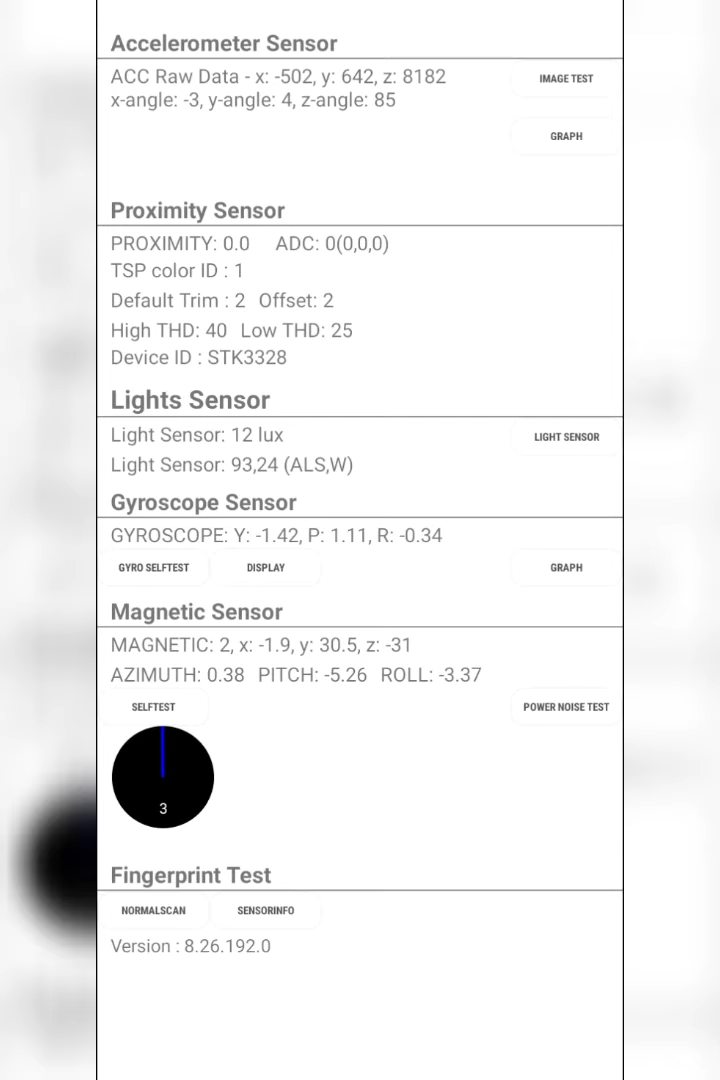 Accelerometer Sensor
ACC Raw Data - x: -502, y: 642, z: 8182
IMAGE TEST
x-angle: -3, y-angle: 4, z-angle: 85
GRAPH
Proximity Sensor
PROXIMITY: 0.0 ADC: 0(0,0,0)
TSP color ID : 1
Default Trim : 2 Offset: 2
High THD: 40 Low THD: 25
Device ID : STK3328
Lights Sensor
Light Sensor: 12 lux
LIGHT SENSOR
Light Sensor: 93,24 (ALS,W)
Gyroscope Sensor
GYROSCOPE: Y: -1.42, P: 1.11, R: -0.34
GYRO SELFTEST DISPLAY GRAPH
Magnetic Sensor
MAGNETIC: 2, x: -1.9, y: 30.5, z: -31
AZIMUTH: 0.38 PITCH: -5.26 ROLL: -3.37
SELFTEST POWER NOISE TEST
3
Fingerprint Test
NORMALSCAN SENSORINFO
Version : 8.26.192.0